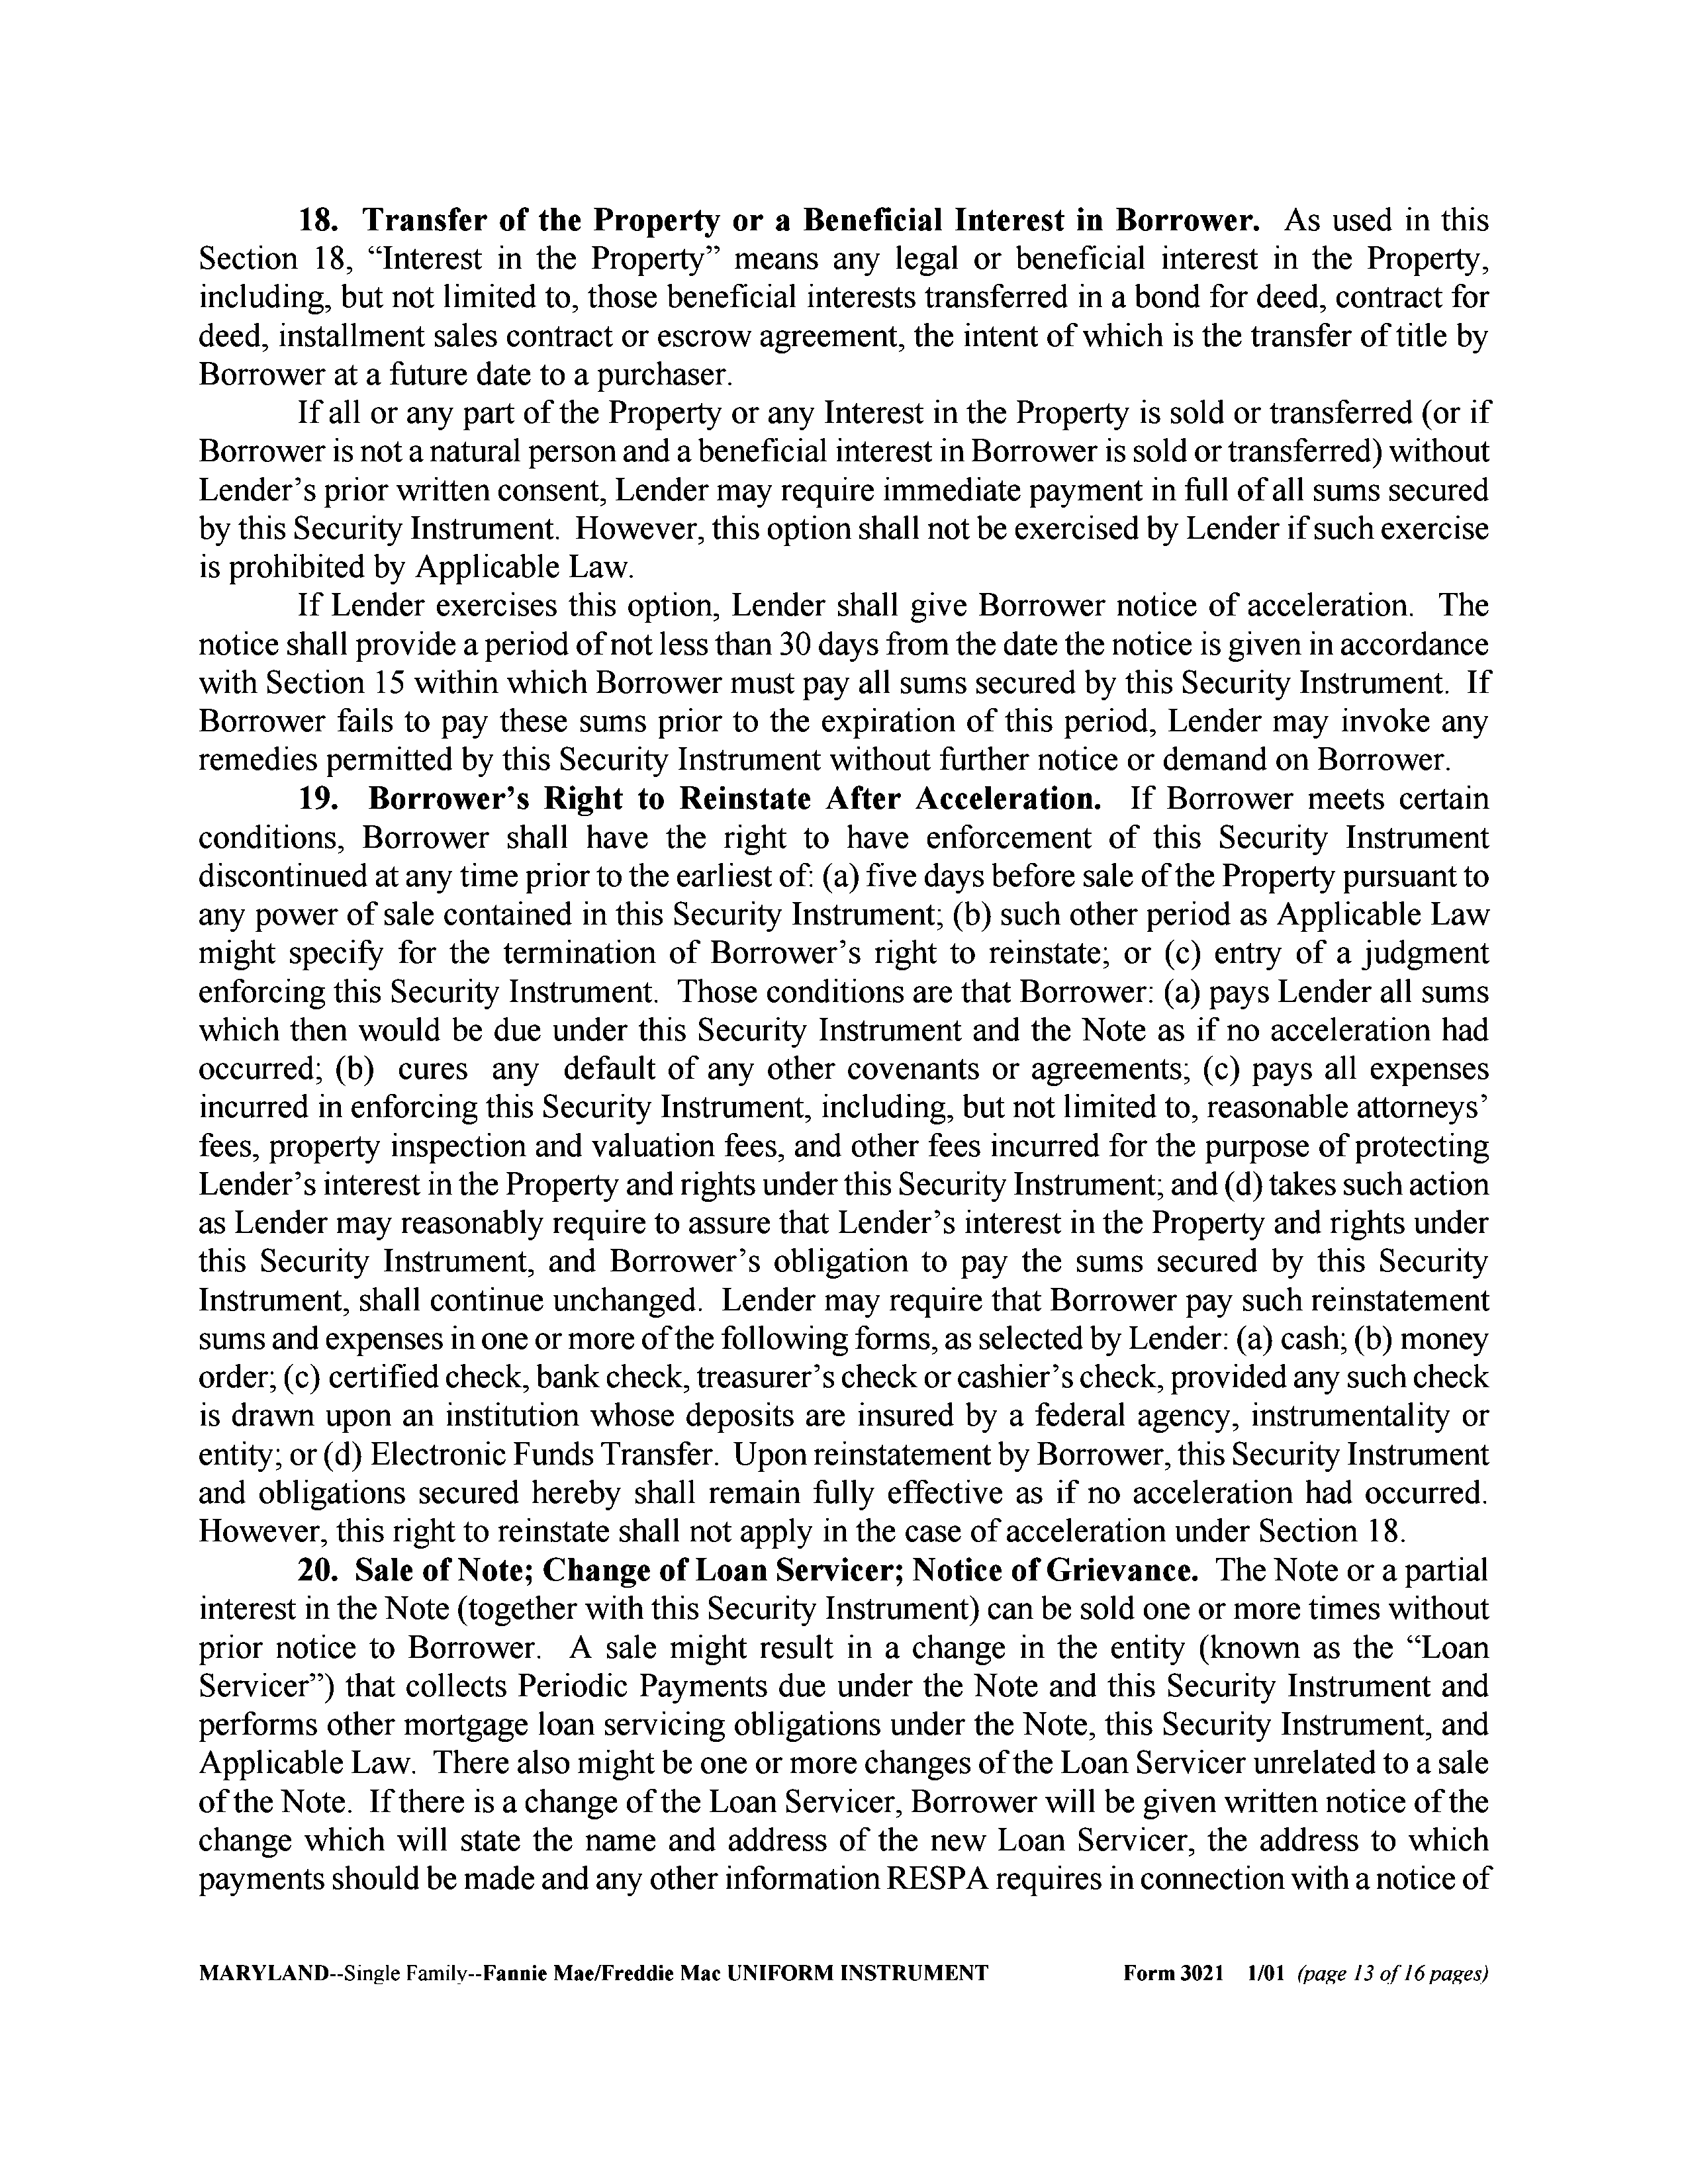 18. Transfer of the Property or a Beneficial Interest in Borrower. As used in this
Section 18, “Interest in the Property” means any legal or beneficial interest in the Property,
including, but not limited to, those beneficial interests transferred in a bond for deed, contract for
deed, installment sales contract or escrow agreement, the intent of which is the transfer of title by
Borrower at a future date to a purchaser.
If all or any part of the Property or any Interest in the Property is sold or transferred (or if
Borrower is not a natural person and a beneficial interest in Borrower is sold or transferred) without
Lender’s prior written consent, Lender may require immediate payment in full of all sums secured
by this Security Instrument. However, this option shall not be exercised by Lender if such exercise
is prohibited by Applicable Law.
If Lender exercises this option, Lender shall give Borrower notice of acceleration. The
notice shall provide a period of not less than 30 days from the date the notice is given in accordance
with Section 15 within which Borrower must pay all sums secured by this Security Instrument. If
Borrower fails to pay these sums prior to the expiration of this period, Lender may invoke any
remedies permitted by this Security Instrument without further notice or demand on Borrower.
19. Borrower’s Right to Reinstate After Acceleration. If Borrower meets certain
conditions, Borrower shall have the right to have enforcement of this Security Instrument
discontinued at any time prior to the earliest of: (a) five days before sale of the Property pursuant to
any power of sale contained in this Security Instrument; (b) such other period as Applicable Law
might specify for the termination of Borrower’s right to reinstate; or (c) entry of a judgment
enforcing this Security Instrument. Those conditions are that Borrower: (a) pays Lender all sums
which then would be due under this Security Instrument and the Note as if no acceleration had
occurred; (b) cures any default of any other covenants or agreements; (c) pays all expenses
incurred in enforcing this Security Instrument, including, but not limited to, reasonable attorneys’
fees, property inspection and valuation fees, and other fees incurred for the purpose of protecting
Lender’s interest in the Property and rights under this Security Instrument; and (d) takes such action
as Lender may reasonably require to assure that Lender’s interest in the Property and rights under
this Security Instrument, and Borrower’s obligation to pay the sums secured by this Security
Instrument, shall continue unchanged. Lender may require that Borrower pay such reinstatement
sums and expenses in one or more of the following forms, as selected by Lender: (a) cash; (b) money
order; (c) certified check, bank check, treasurer’s check or cashier’s check, provided any such check
is drawn upon an institution whose deposits are insured by a federal agency, instrumentality or
entity; or (d) Electronic Funds Transfer. Upon reinstatement by Borrower, this Security Instrument
and obligations secured hereby shall remain fully effective as if no acceleration had occurred.
However, this right to reinstate shall not apply in the case of acceleration under Section 18.
20. Sale of Note; Change of Loan Servicer; Notice of Grievance. The Note or a partial
interest in the Note (together with this Security Instrument) can be sold one or more times without
prior notice to Borrower. A sale might result in a change in the entity (known as the “Loan
Servicer”) that collects Periodic Payments due under the Note and this Security Instrument and
performs other mortgage loan servicing obligations under the Note, this Security Instrument, and
Applicable Law. There also might be one or more changes of the Loan Servicer unrelated to a sale
of the Note. If there is a change of the Loan Servicer, Borrower will be given written notice of the
change which will state the name and address of the new Loan Servicer, the address to which
payments should be made and any other information RESPA requires in connection with a notice of
MARYLAND--Single Family--Fannie Mae/Freddie Mac UNIFORM INSTRUMENT Form 3021 1/01 (page 13 of 16 pages)